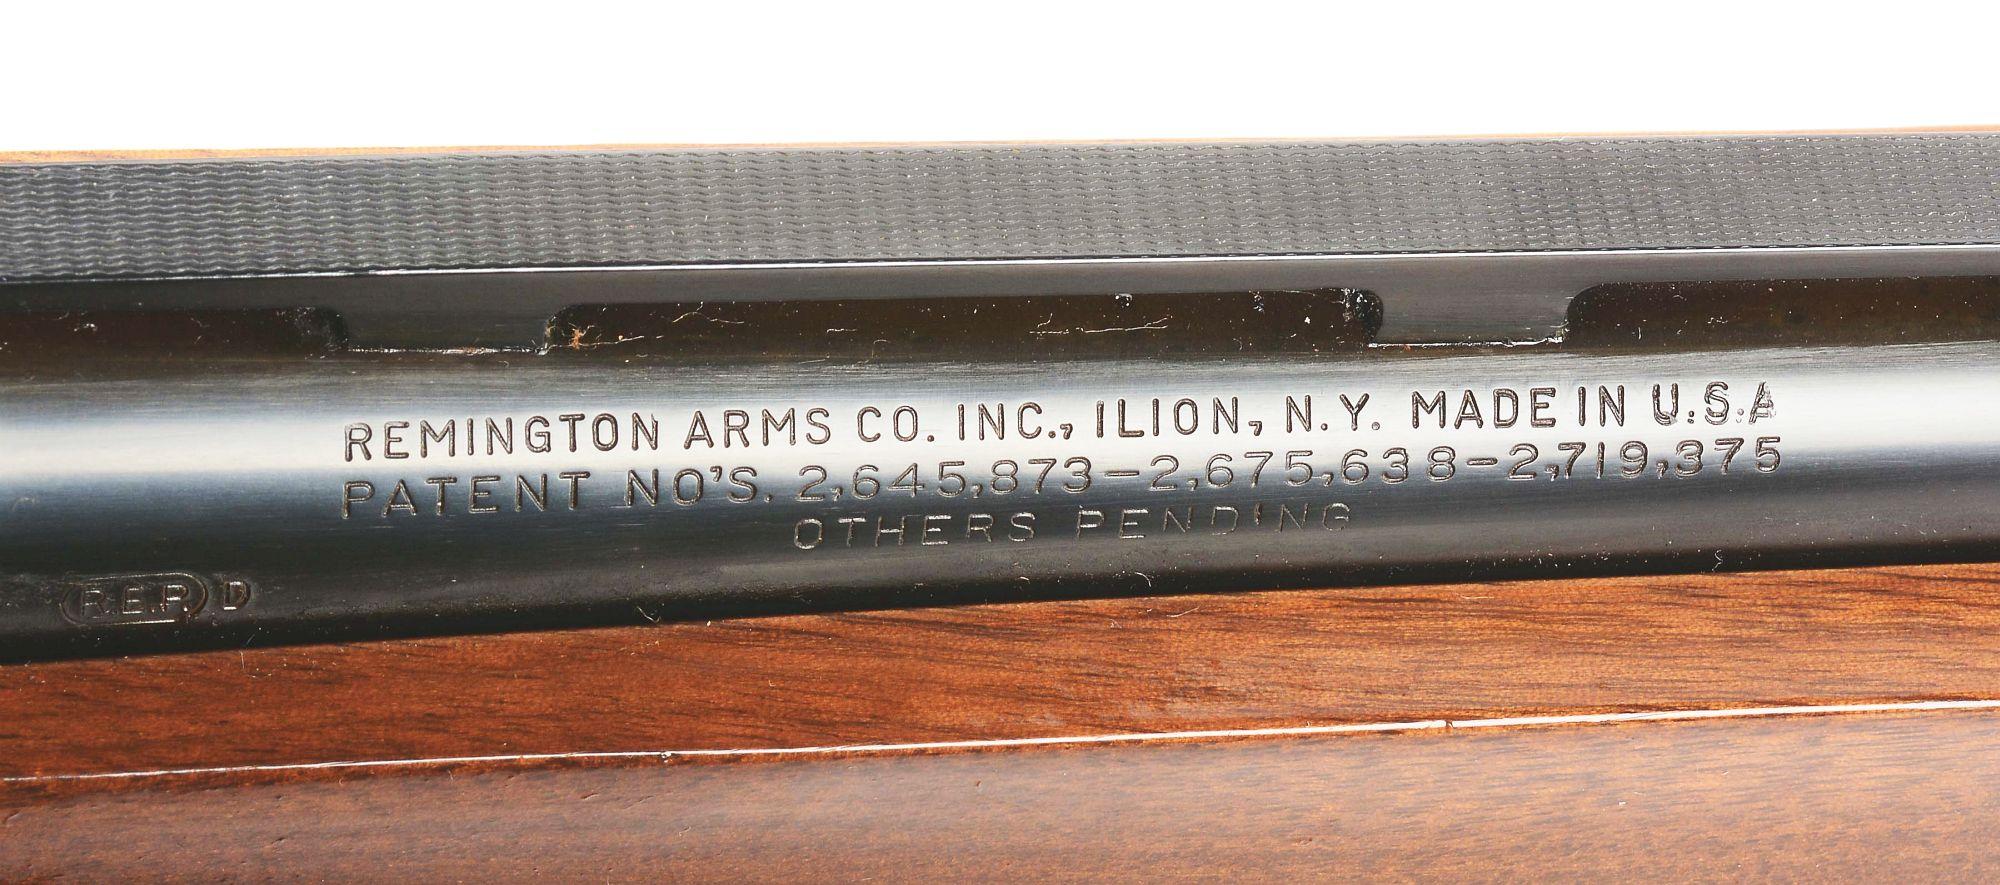 REMINGTON ARMS CO. INC., ILION, N.Y. MADE IN U.S.A
PATENT NO'S. 2,645,873-2,675,638-2,719,375
OTHERS PENDING
R.E.P. D